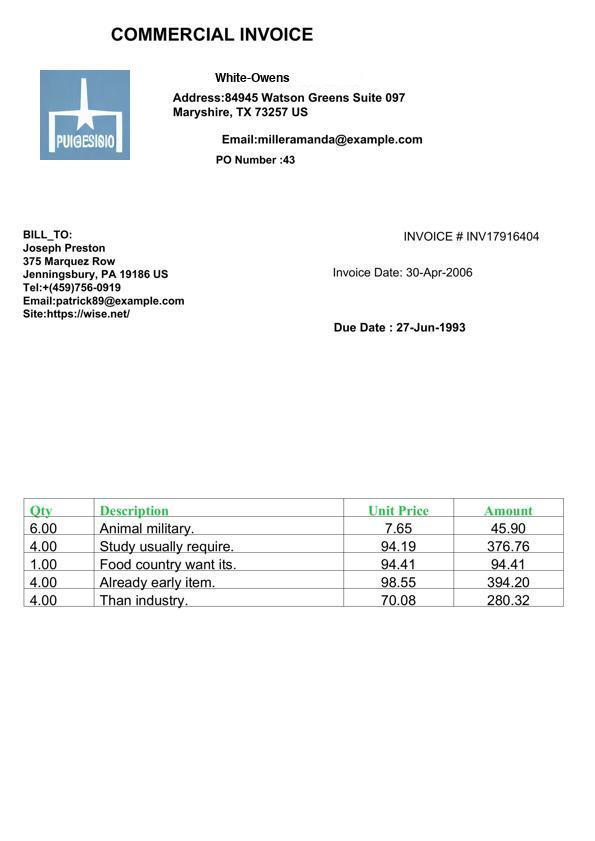 COMMERCIAL INVOICE
White-Owens
Address:84945 Watson Greens Suite 097
Maryshire, TX 73257 US
Email:milleramanda@example.com
PO Number :43
PUIGESISIO
BILL_TO:
Joseph Preston
375 Marquez Row
Jenningsbury, PA 19186 US
Tel:+(459)756-0919
Email:patrick89@example.com
Site:https://wise.net/
INVOICE # INV17916404
Invoice Date: 30-Apr-2006
Due Date : 27-Jun-1993
Qty Description Unit Price Amount
6.00 Animal military. 7.65 45.90
4.00 Study usually require. 94.19 376.76
1.00 Food country want its. 94.41 94.41
4.00 Already early item. 98.55 394.20
4.00 Than industry. 70.08 280.32